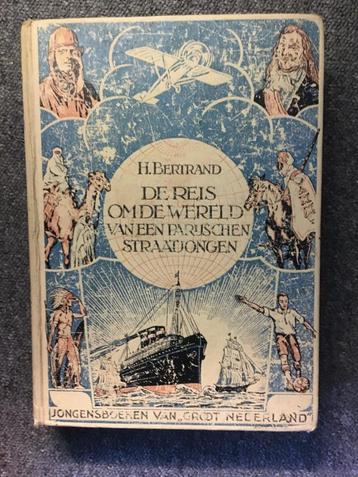 H. BERTRAND
DE REIS
OM DE WERELD
VAN EEN PARIJSCHEN
STRAATJONGEN
JONGENSBOEKEN VAN „GROOT NEDERLAND"